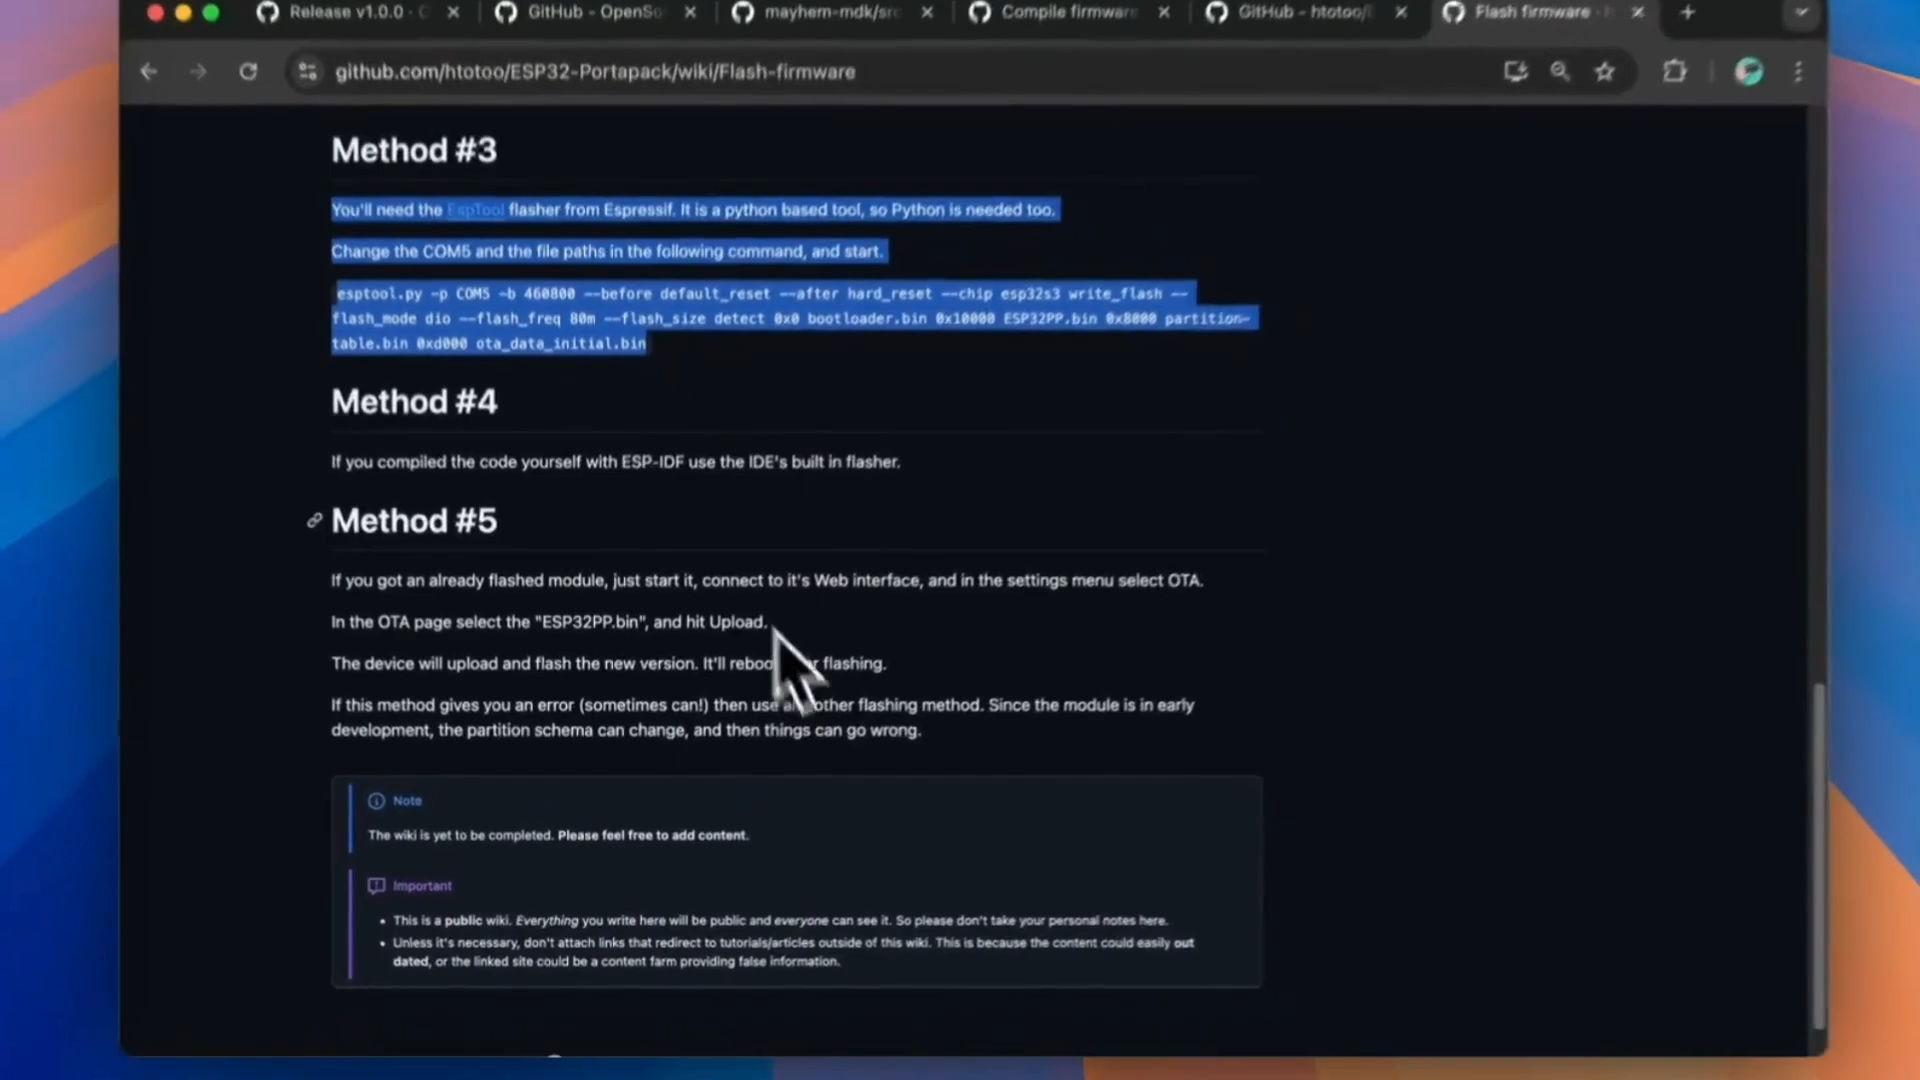 Release v1.0.0 -
GitHub - OpenSo
mayhem-mdk/src
Compile firmware
GitHub - htotoo/
Flash firmware ·
github.com/htotoo/ESP32-Portapack/wiki/Flash-firmware
Method #3
You'll need the EspTool flasher from Espressif. It is a python based tool, so Python is needed too.
Change the COM5 and the file paths in the following command, and start.
esptool.py -p COM5 -b 460800 --before default_reset --after hard_reset --chip esp32s3 write_flash --
flash_mode dio --flash_freq 80m --flash_size detect 0x0 bootloader.bin 0x10000 ESP32PP.bin 0x8000 partition-
table.bin 0xd000 ota_data_initial.bin
Method #4
If you compiled the code yourself with ESP-IDF use the IDE's built in flasher.
Method #5
If you got an already flashed module, just start it, connect to it's Web interface, and in the settings menu select OTA.
In the OTA page select the "ESP32PP.bin", and hit Upload.
The device will upload and flash the new version. It'll reboo r flashing.
If this method gives you an error (sometimes can!) then use other flashing method. Since the module is in early
development, the partition schema can change, and then things can go wrong.
Note
The wiki is yet to be completed. Please feel free to add content.
Important
• This is a public wiki. Everything you write here will be public and everyone can see it. So please don't take your personal notes here.
• Unless it's necessary, don't attach links that redirect to tutorials/articles outside of this wiki. This is because the content could easily out
dated, or the linked site could be a content farm providing false information.